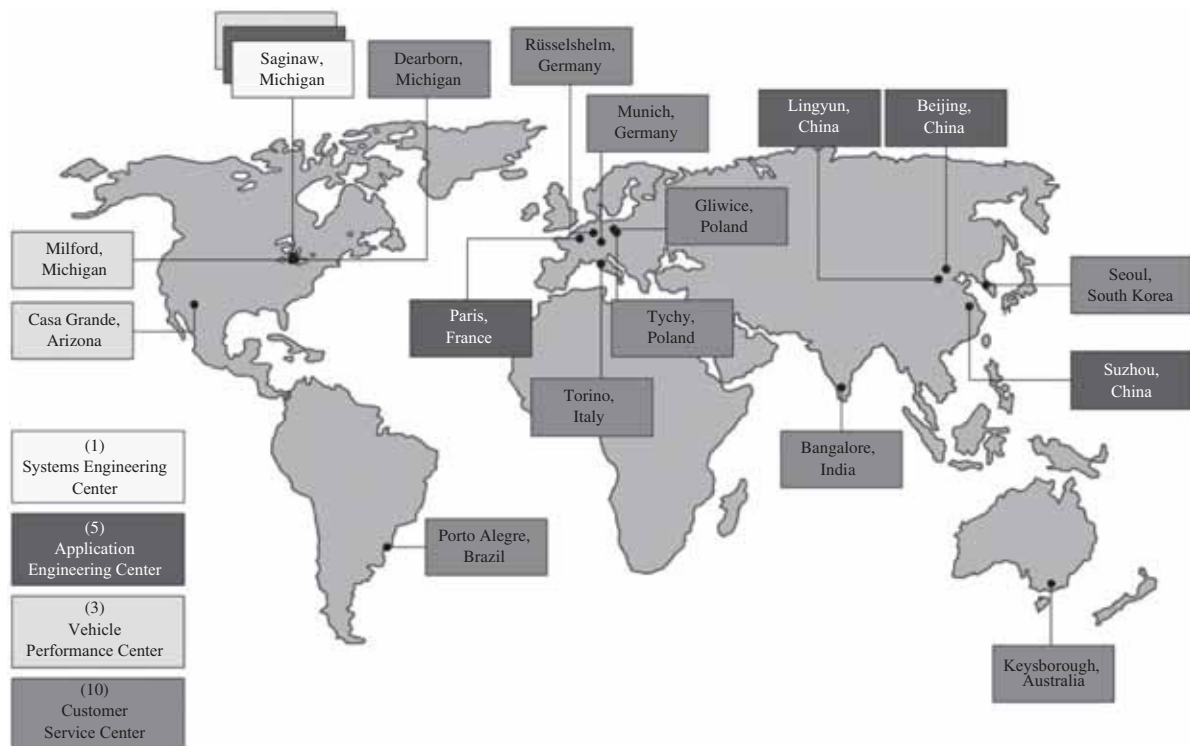 Saginaw,
Michigan
Dearborn,
Michigan
Rüsselshelm,
Germany
Munich,
Germany
Lingyun,
China
Beijing,
China
Gliwice,
Poland
Milford,
Michigan
Casa Grande,
Arizona
Paris,
France
Tychy,
Poland
Torino,
Italy
Seoul,
South Korea
Suzhou,
China
Bangalore,
India
Porto Alegre,
Brazil
Keysborough,
Australia
(1)
Systems Engineering
Center
(5)
Application
Engineering Center
(3)
Vehicle
Performance Center
(10)
Customer
Service Center